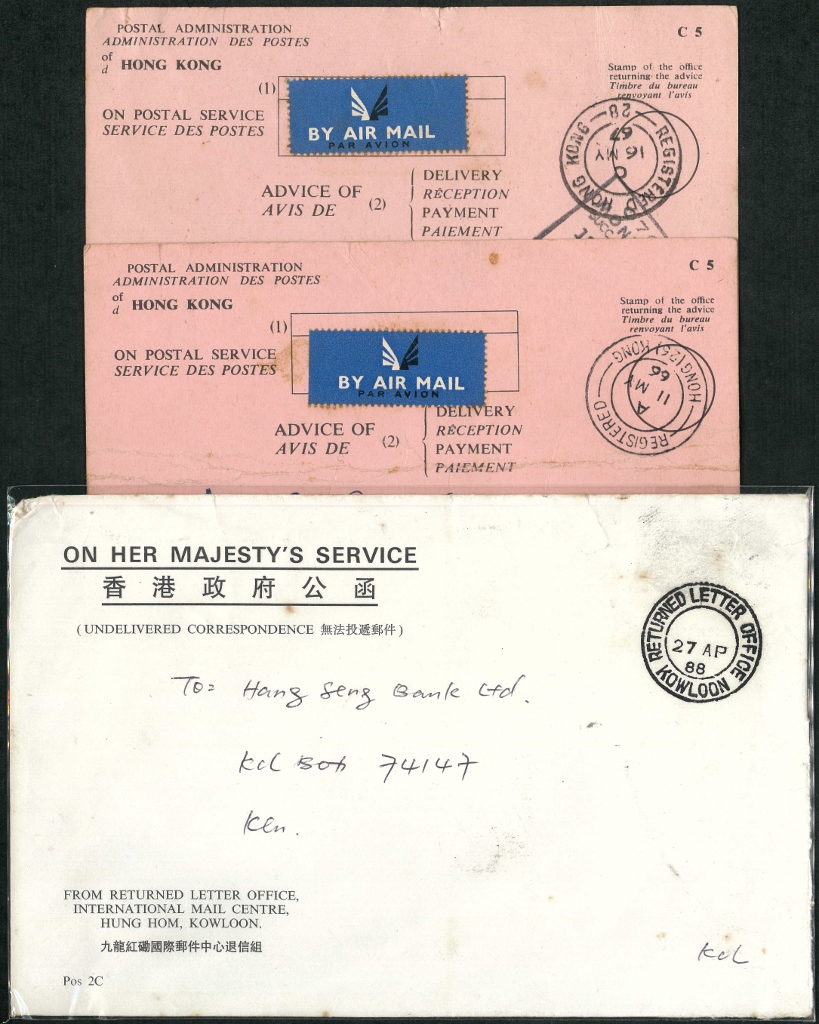 POSTAL ADMINISTRATION
ADMINISTRATION DES POSTES
of
d HONG KONG
C 5
Stamp of the office
returning the advice
Timbre du bureau
renvoyant l'avis
(1)
ON POSTAL SERVICE
SERVICE DES POSTES
BY AIR MAIL
PAR AVION
REGISTERED HONG KONG
28
16 MY
67
C
ADVICE OF
AVIS DE
(2)
DELIVERY
RÉCEPTION
PAYMENT
PAIEMENT
POSTAL ADMINISTRATION
ADMINISTRATION DES POSTES
of
d HONG KONG
C 5
Stamp of the office
returning the advice
Timbre du bureau
renvoyant l'avis
(1)
ON POSTAL SERVICE
SERVICE DES POSTES
BY AIR MAIL
PAR AVION
REGISTERED
HONG (25) KONG
A
11 MY
66
ADVICE OF
AVIS DE
(2)
DELIVERY
RÉCEPTION
PAYMENT
PAIEMENT
ON HER MAJESTY'S SERVICE
香港政府公函
(UNDELIVERED CORRESPONDENCE 無法投遞郵件)
RETURNED LETTER OFFICE
27 AP
88
KOWLOON
To: Hang Seng Bank Ltd.
KCL Box 74147
Kln.
FROM RETURNED LETTER OFFICE,
INTERNATIONAL MAIL CENTRE,
HUNG HOM, KOWLOON.
九龍紅磡國際郵件中心退信組
KCL
Pos 2C